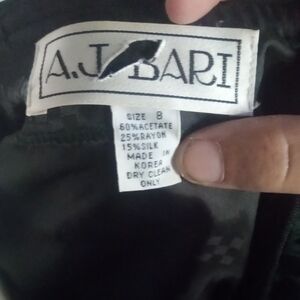 A.J. BARI
SIZE 8
60%ACETATE
25%RAYON
15%SILK
MADE IN
KOREA
DRY CLEAN
ONLY